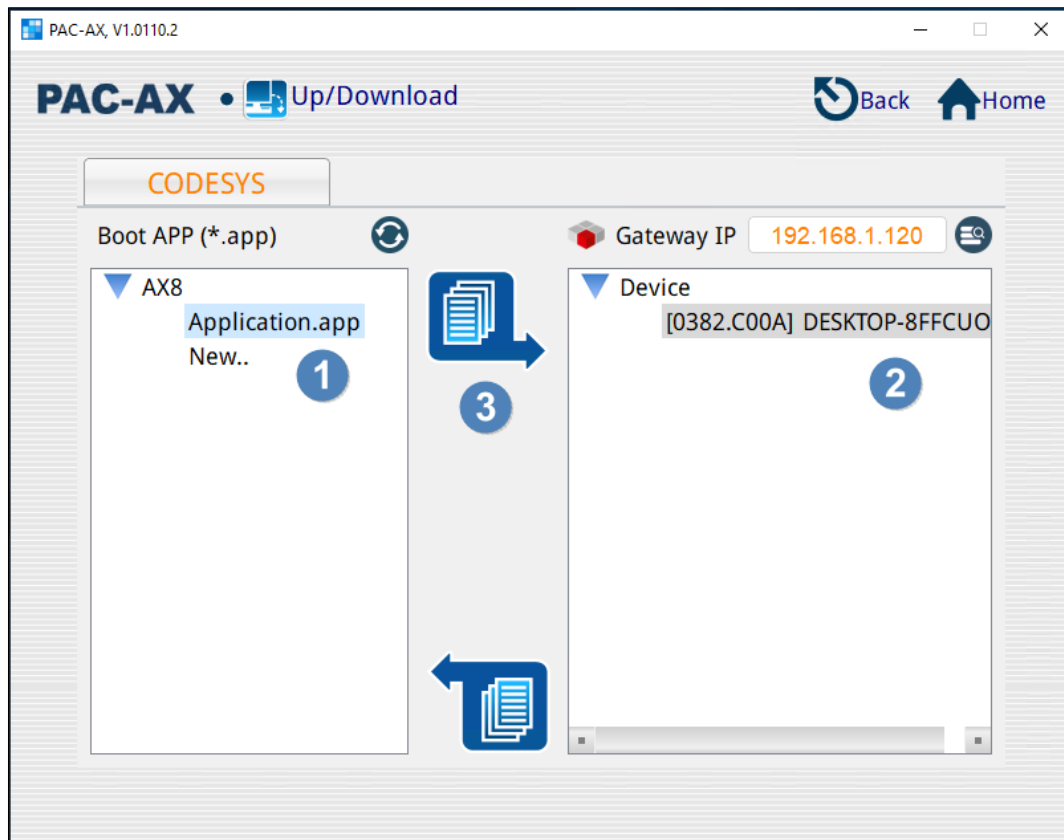 PAC-AX, V1.0110.2
PAC-AX • Up/Download
Back
Home
CODESYS
Boot APP (*.app)
Gateway IP
192.168.1.120
AX8
Application.app
New..
1
3
Device
[0382.C00A] DESKTOP-8FFCUO
2